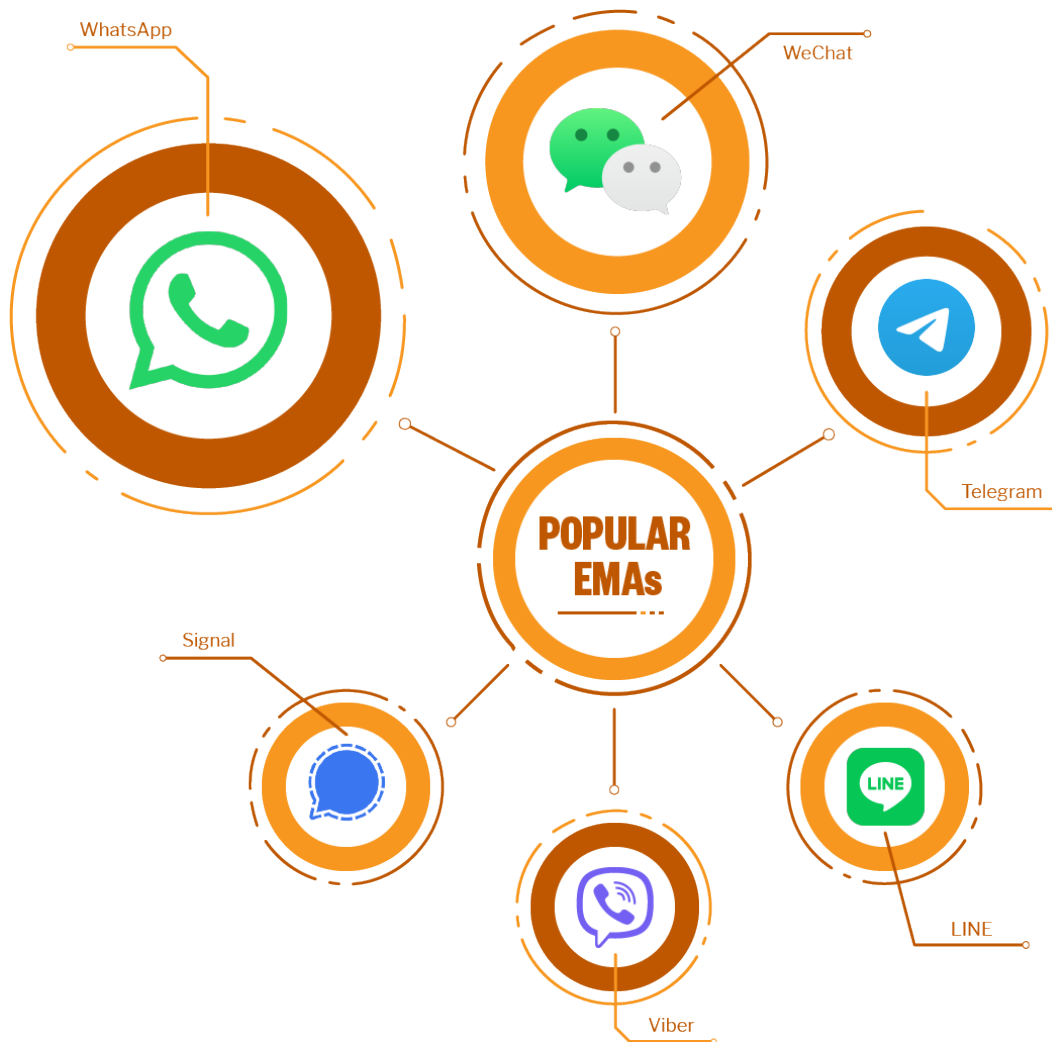 WhatsApp
WeChat
Telegram
POPULAR
EMAs
Signal
LINE
LINE
Viber